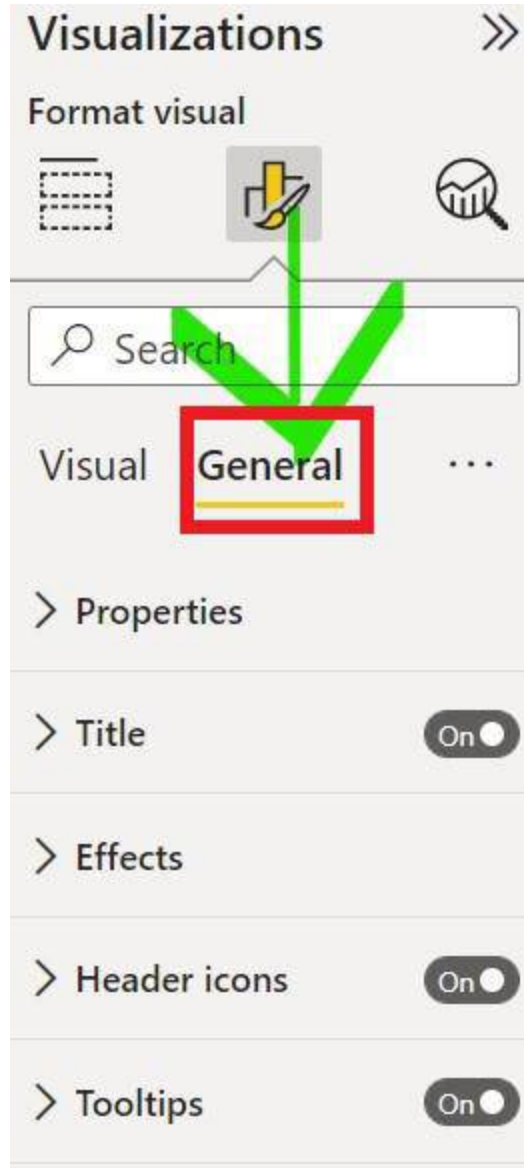 Visualizations
Format visual
Search
Visual General ...
Properties
Title On
Effects
Header icons On
Tooltips On